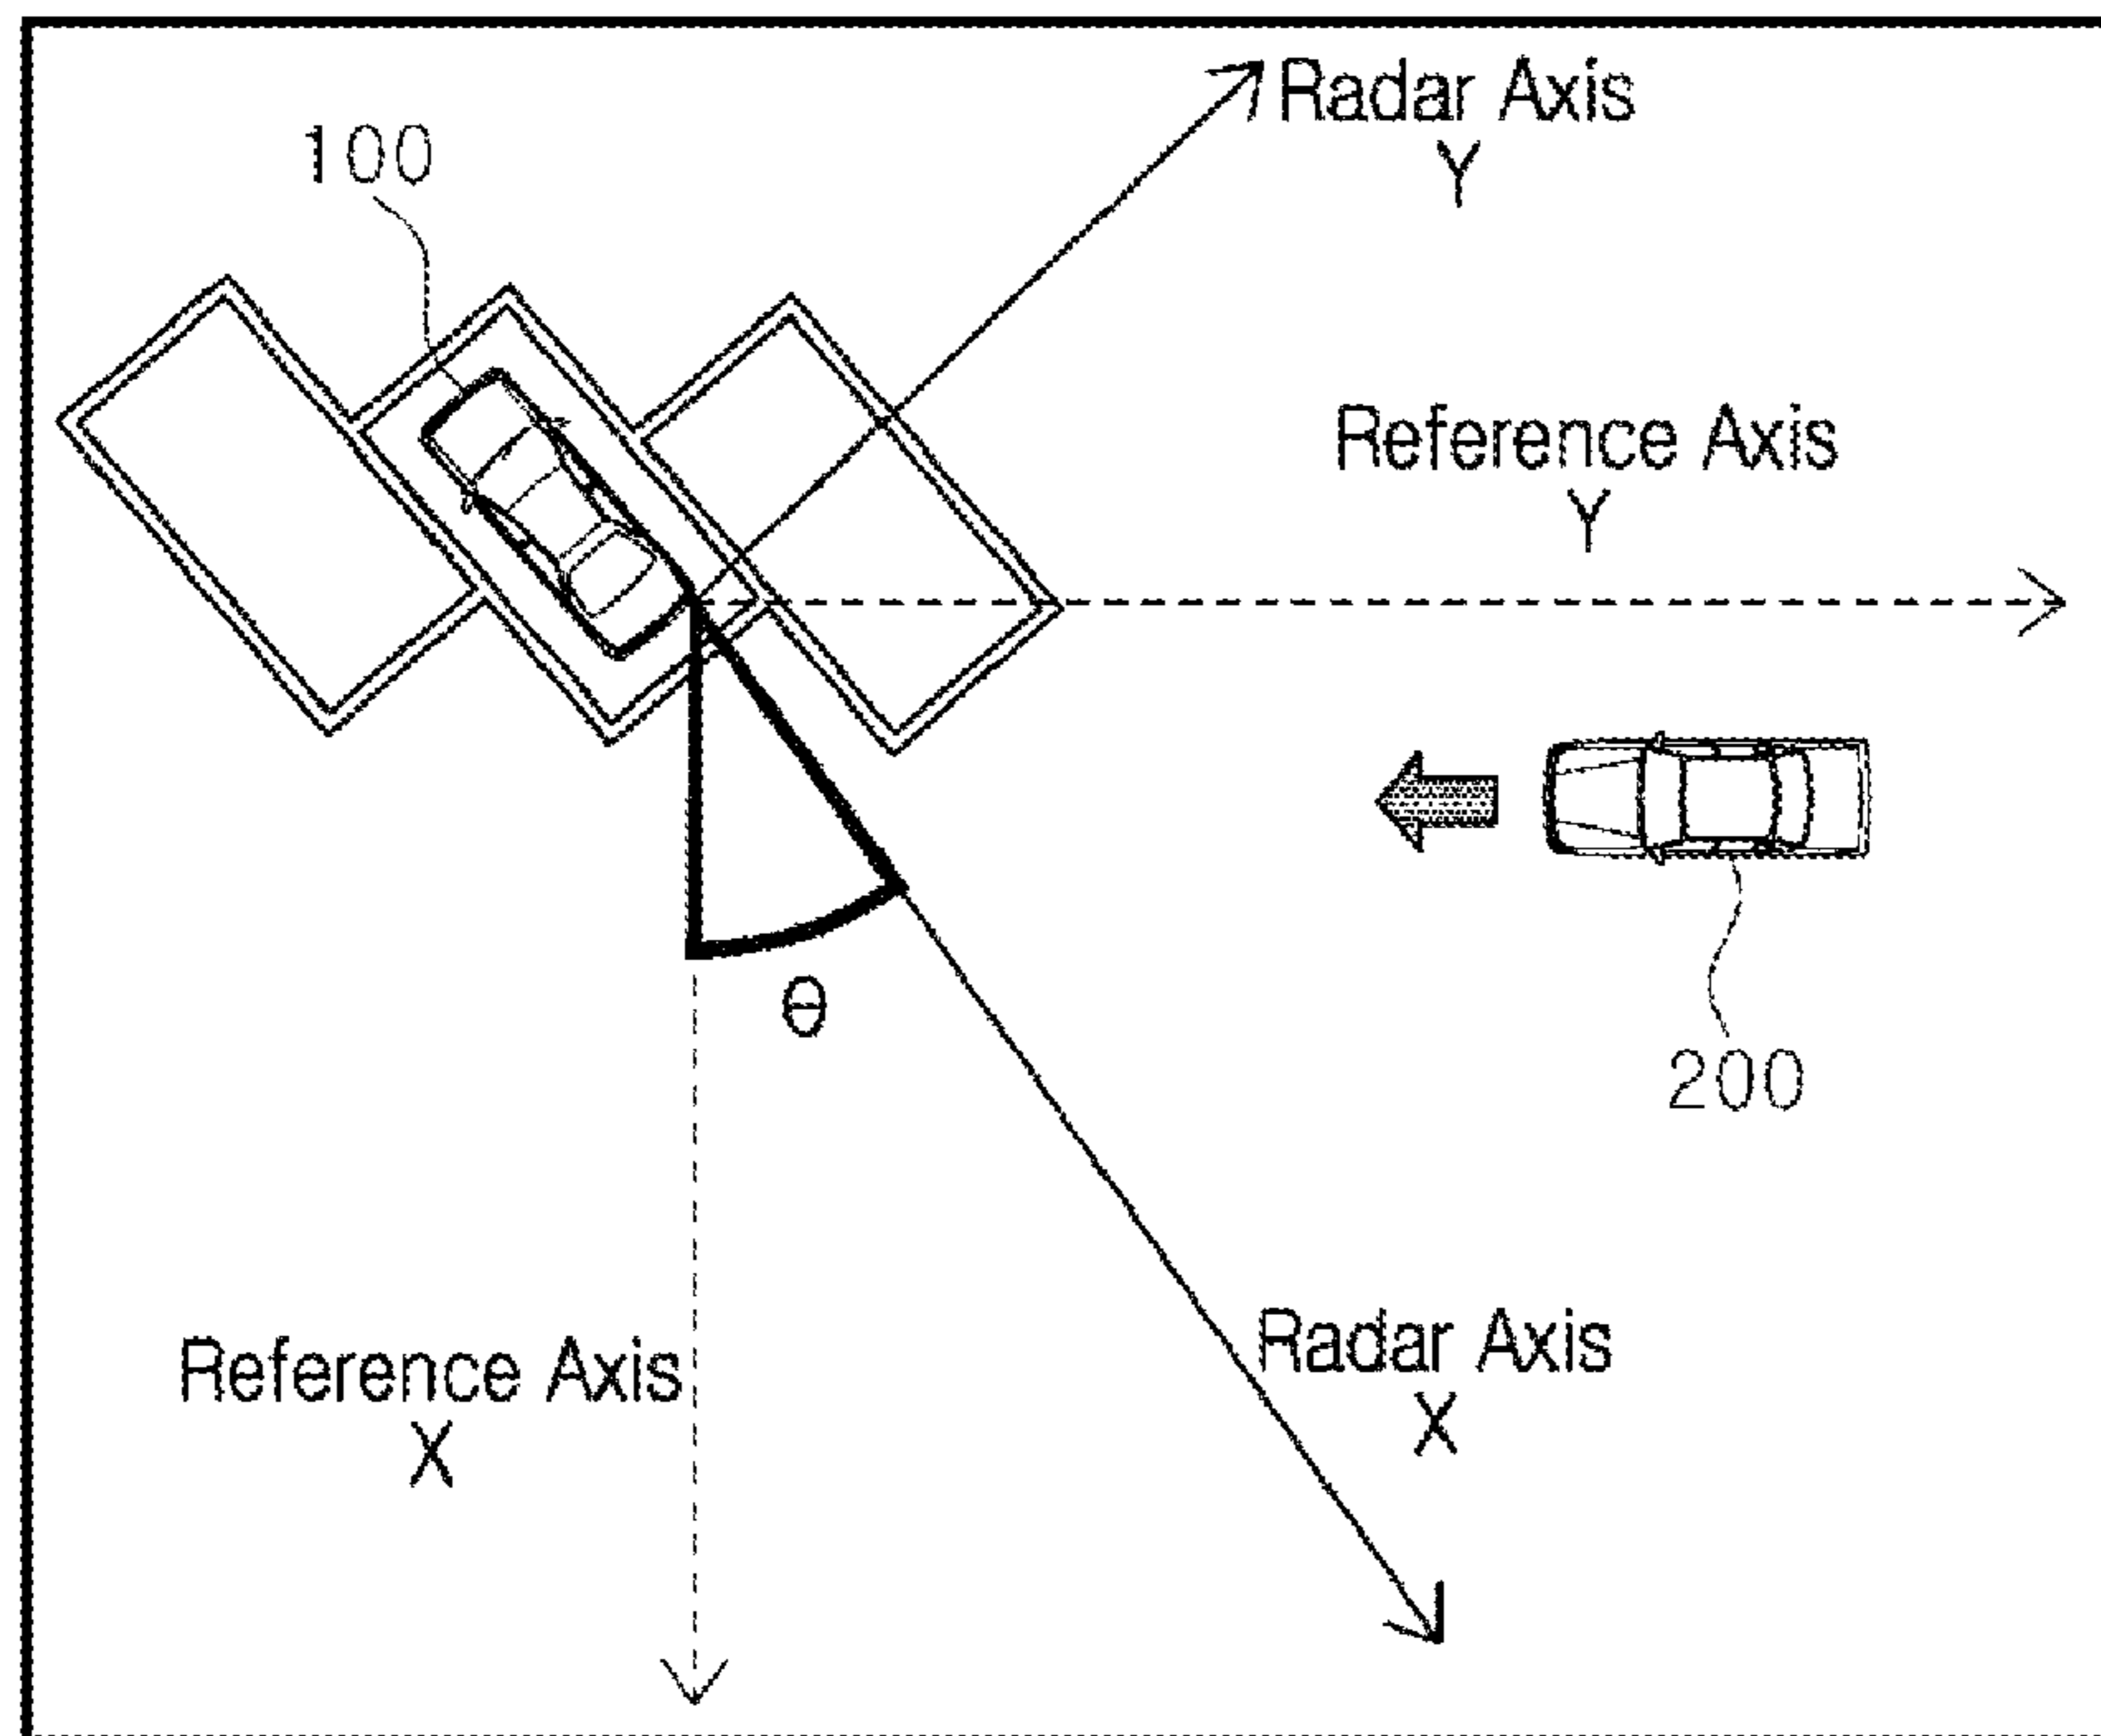 Radar Axis
Y
100
Reference Axis
Y
θ
200
Reference Axis
X
Radar Axis
X